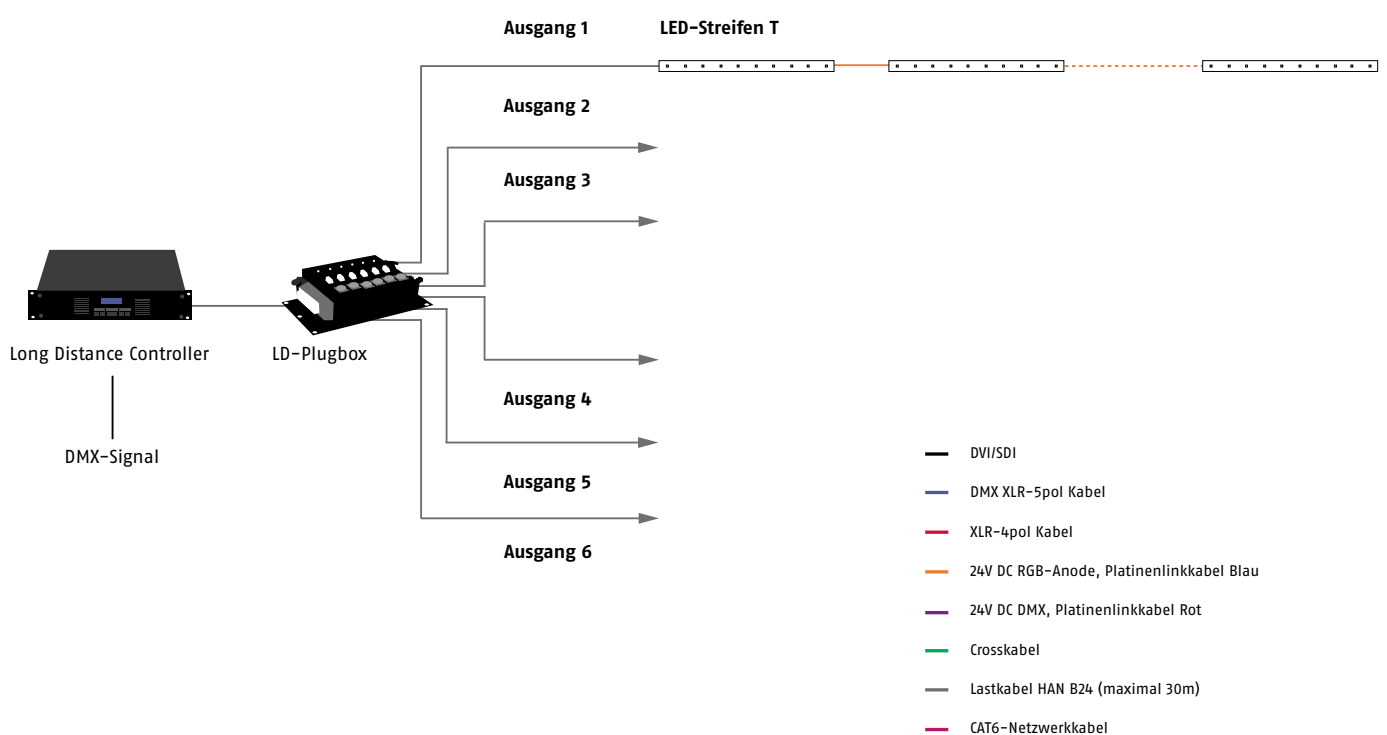 Ausgang 1
LED-Streifen T
Ausgang 2
Ausgang 3
Long Distance Controller
LD-Plugbox
DMX-Signal
Ausgang 4
Ausgang 5
Ausgang 6
DVI/SDI
DMX XLR-5pol Kabel
XLR-4pol Kabel
24V DC RGB-Anode, Platinenlinkkabel Blau
24V DC DMX, Platinenlinkkabel Rot
Crosskabel
Lastkabel HAN B24 (maximal 30m)
CAT6-Netzwerkkabel